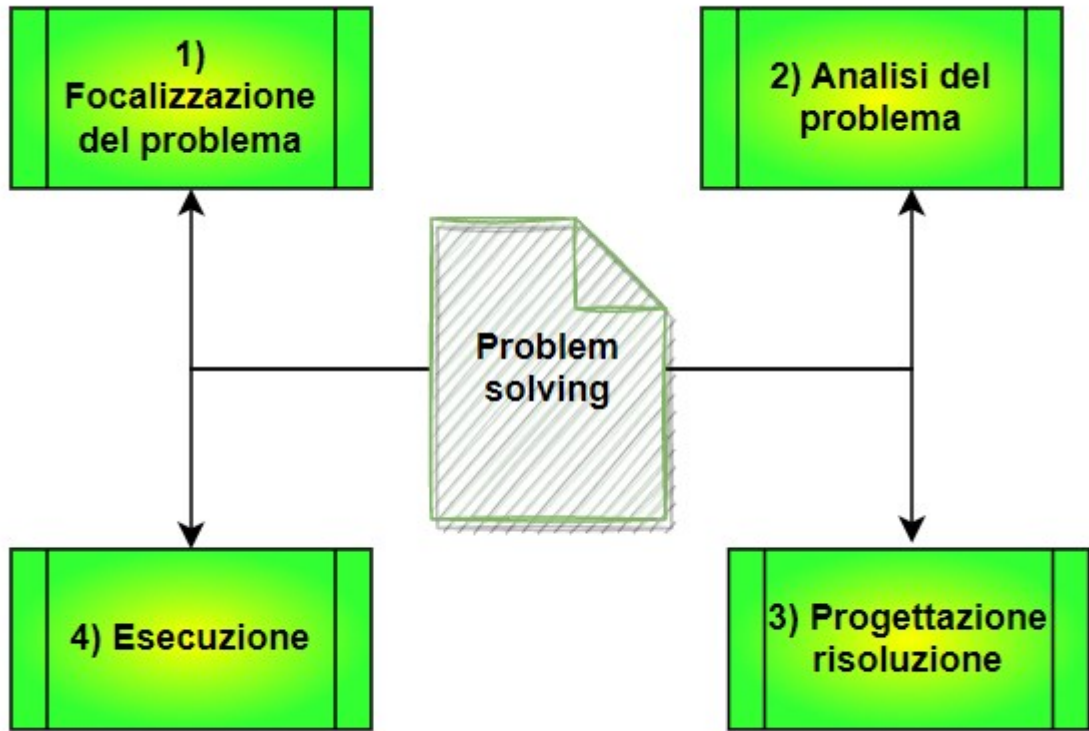 1)
Focalizzazione
del problema
2) Analisi del
problema
Problem
solving
4) Esecuzione
3) Progettazione
risoluzione